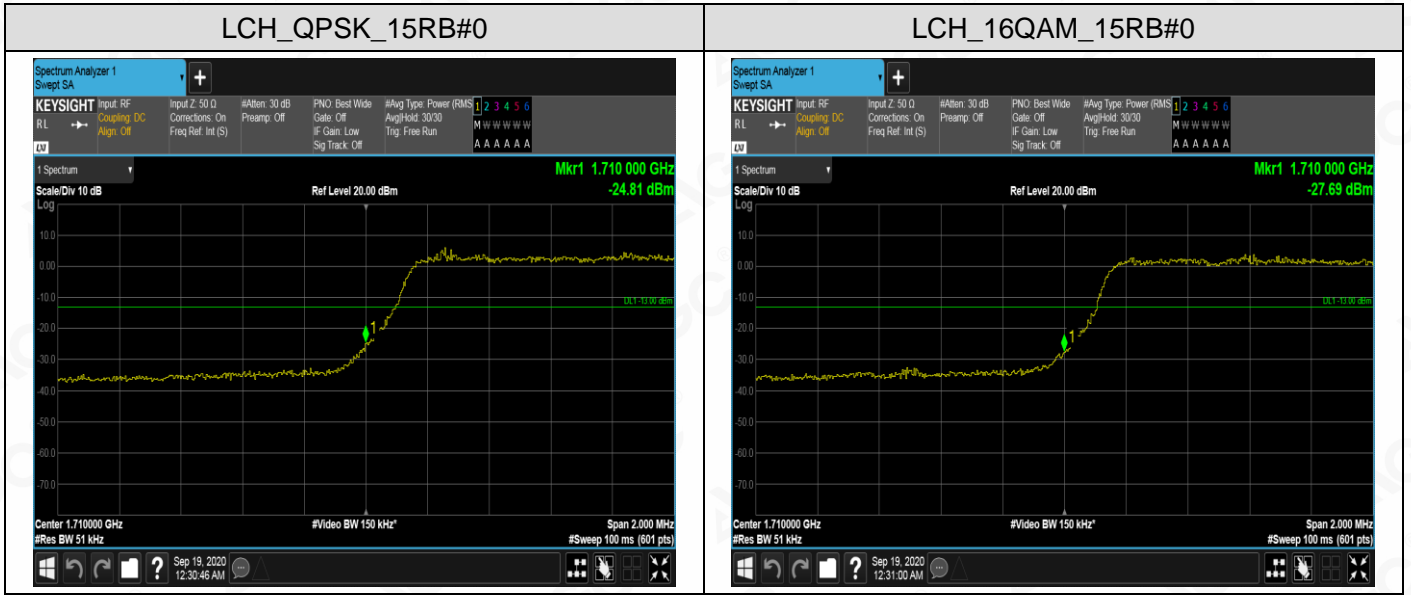 LCH_QPSK_15RB#0
Spectrum Analyzer 1
Swept SA
+
KEYSIGHT
RL
LXI
Input: RF
Coupling: DC
Align: Off
Input Z: 50 Ω
Corrections: On
Freq Ref: Int (S)
#Atten: 30 dB
Preamp: Off
PNO: Best Wide
Gate: Off
IF Gain: Low
Sig Track: Off
#Avg Type: Power (RMS
Avg|Hold: 30/30
Trig: Free Run
1 2 3 4 5 6
M W W W W W
A A A A A A
1 Spectrum
Mkr1 1.710 000 GHz
Scale/Div 10 dB
Ref Level 20.00 dBm
-24.81 dBm
Log
10.0
0.00
-10.0
DL1 -13.00 dBm
-20.0
1
-30.0
-40.0
-50.0
-60.0
-70.0
Center 1.710000 GHz
#Video BW 150 kHz*
Span 2.000 MHz
#Res BW 51 kHz
#Sweep 100 ms (601 pts)
?
Sep 19, 2020
12:30:46 AM
LCH_16QAM_15RB#0
Spectrum Analyzer 1
Swept SA
+
KEYSIGHT
RL
LXI
Input: RF
Coupling: DC
Align: Off
Input Z: 50 Ω
Corrections: On
Freq Ref: Int (S)
#Atten: 30 dB
Preamp: Off
PNO: Best Wide
Gate: Off
IF Gain: Low
Sig Track: Off
#Avg Type: Power (RMS
Avg|Hold: 30/30
Trig: Free Run
1 2 3 4 5 6
M W W W W W
A A A A A A
1 Spectrum
Mkr1 1.710 000 GHz
Scale/Div 10 dB
Ref Level 20.00 dBm
-27.69 dBm
Log
10.0
0.00
-10.0
DL1 -13.00 dBm
-20.0
1
-30.0
-40.0
-50.0
-60.0
-70.0
Center 1.710000 GHz
#Video BW 150 kHz*
Span 2.000 MHz
#Res BW 51 kHz
#Sweep 100 ms (601 pts)
?
Sep 19, 2020
12:31:00 AM